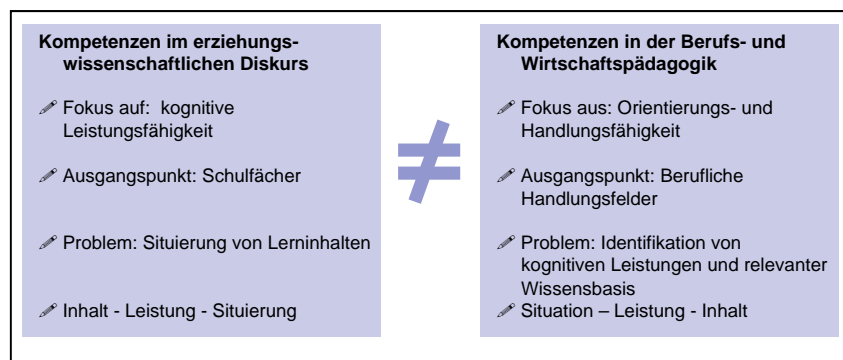 Kompetenzen im erziehungs-
wissenschaftlichen Diskurs
Fokus auf: kognitive
Leistungsfähigkeit
Ausgangspunkt: Schulfächer
Problem: Situierung von Lerninhalten
Inhalt - Leistung - Situierung
≠
Kompetenzen in der Berufs- und
Wirtschaftspädagogik
Fokus aus: Orientierungs- und
Handlungsfähigkeit
Ausgangspunkt: Berufliche
Handlungsfelder
Problem: Identifikation von
kognitiven Leistungen und relevanter
Wissensbasis
Situation – Leistung - Inhalt